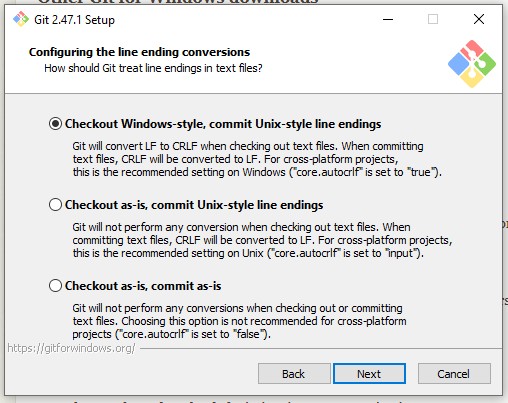 Other Git for Windows downloads
Git 2.47.1 Setup
Configuring the line ending conversions
How should Git treat line endings in text files?
Checkout Windows-style, commit Unix-style line endings
Git will convert LF to CRLF when checking out text files. When committing
text files, CRLF will be converted to LF. For cross-platform projects,
this is the recommended setting on Windows ("core.autocrlf" is set to "true").
Checkout as-is, commit Unix-style line endings
Git will not perform any conversion when checking out text files. When
committing text files, CRLF will be converted to LF. For cross-platform projects,
this is the recommended setting on Unix ("core.autocrlf" is set to "input").
Checkout as-is, commit as-is
Git will not perform any conversions when checking out or committing
text files. Choosing this option is not recommended for cross-platform
projects ("core.autocrlf" is set to "false").
https://gitforwindows.org/
Back
Next
Cancel